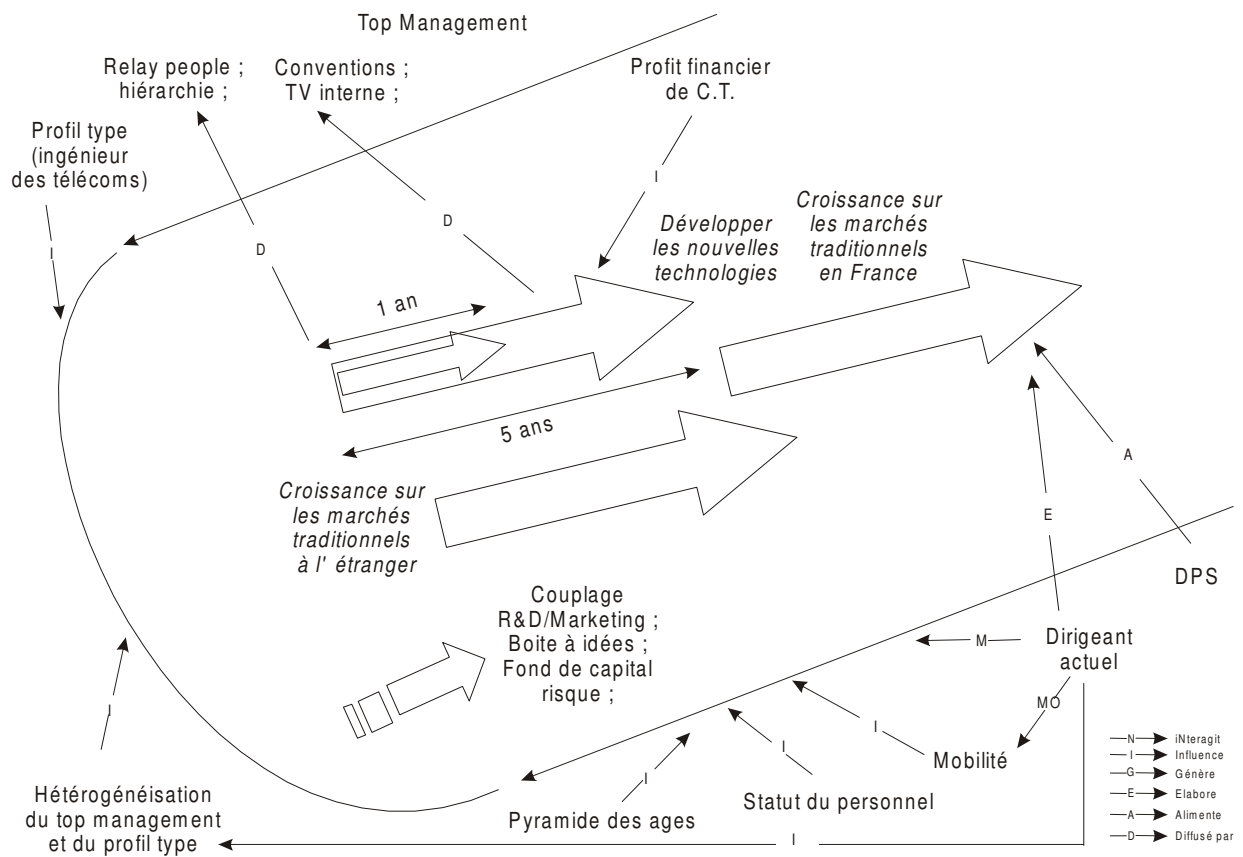 Top Management
Relay people ;
hiérarchie ;
Conventions ;
TV interne ;
Profit financier
de C.T.
Profil type
(ingénieur
des télécoms)
I
D
D
I
Développer
les nouvelles
technologies
Croissance sur
les marchés
traditionnels
en France
1 an
5 ans
Croissance sur
les marchés
traditionnels
à l' étranger
A
E
DPS
Couplage
R&D/Marketing ;
Boite à idées ;
Fond de capital
risque ;
M
Dirigeant
actuel
MO
I
I
I
I
Mobilité
Statut du personnel
Pyramide des ages
Hétérogénéisation
du top management
et du profil type
I
N iNteragit
I Influence
G Génère
E Elabore
A Alimente
D Diffusé par